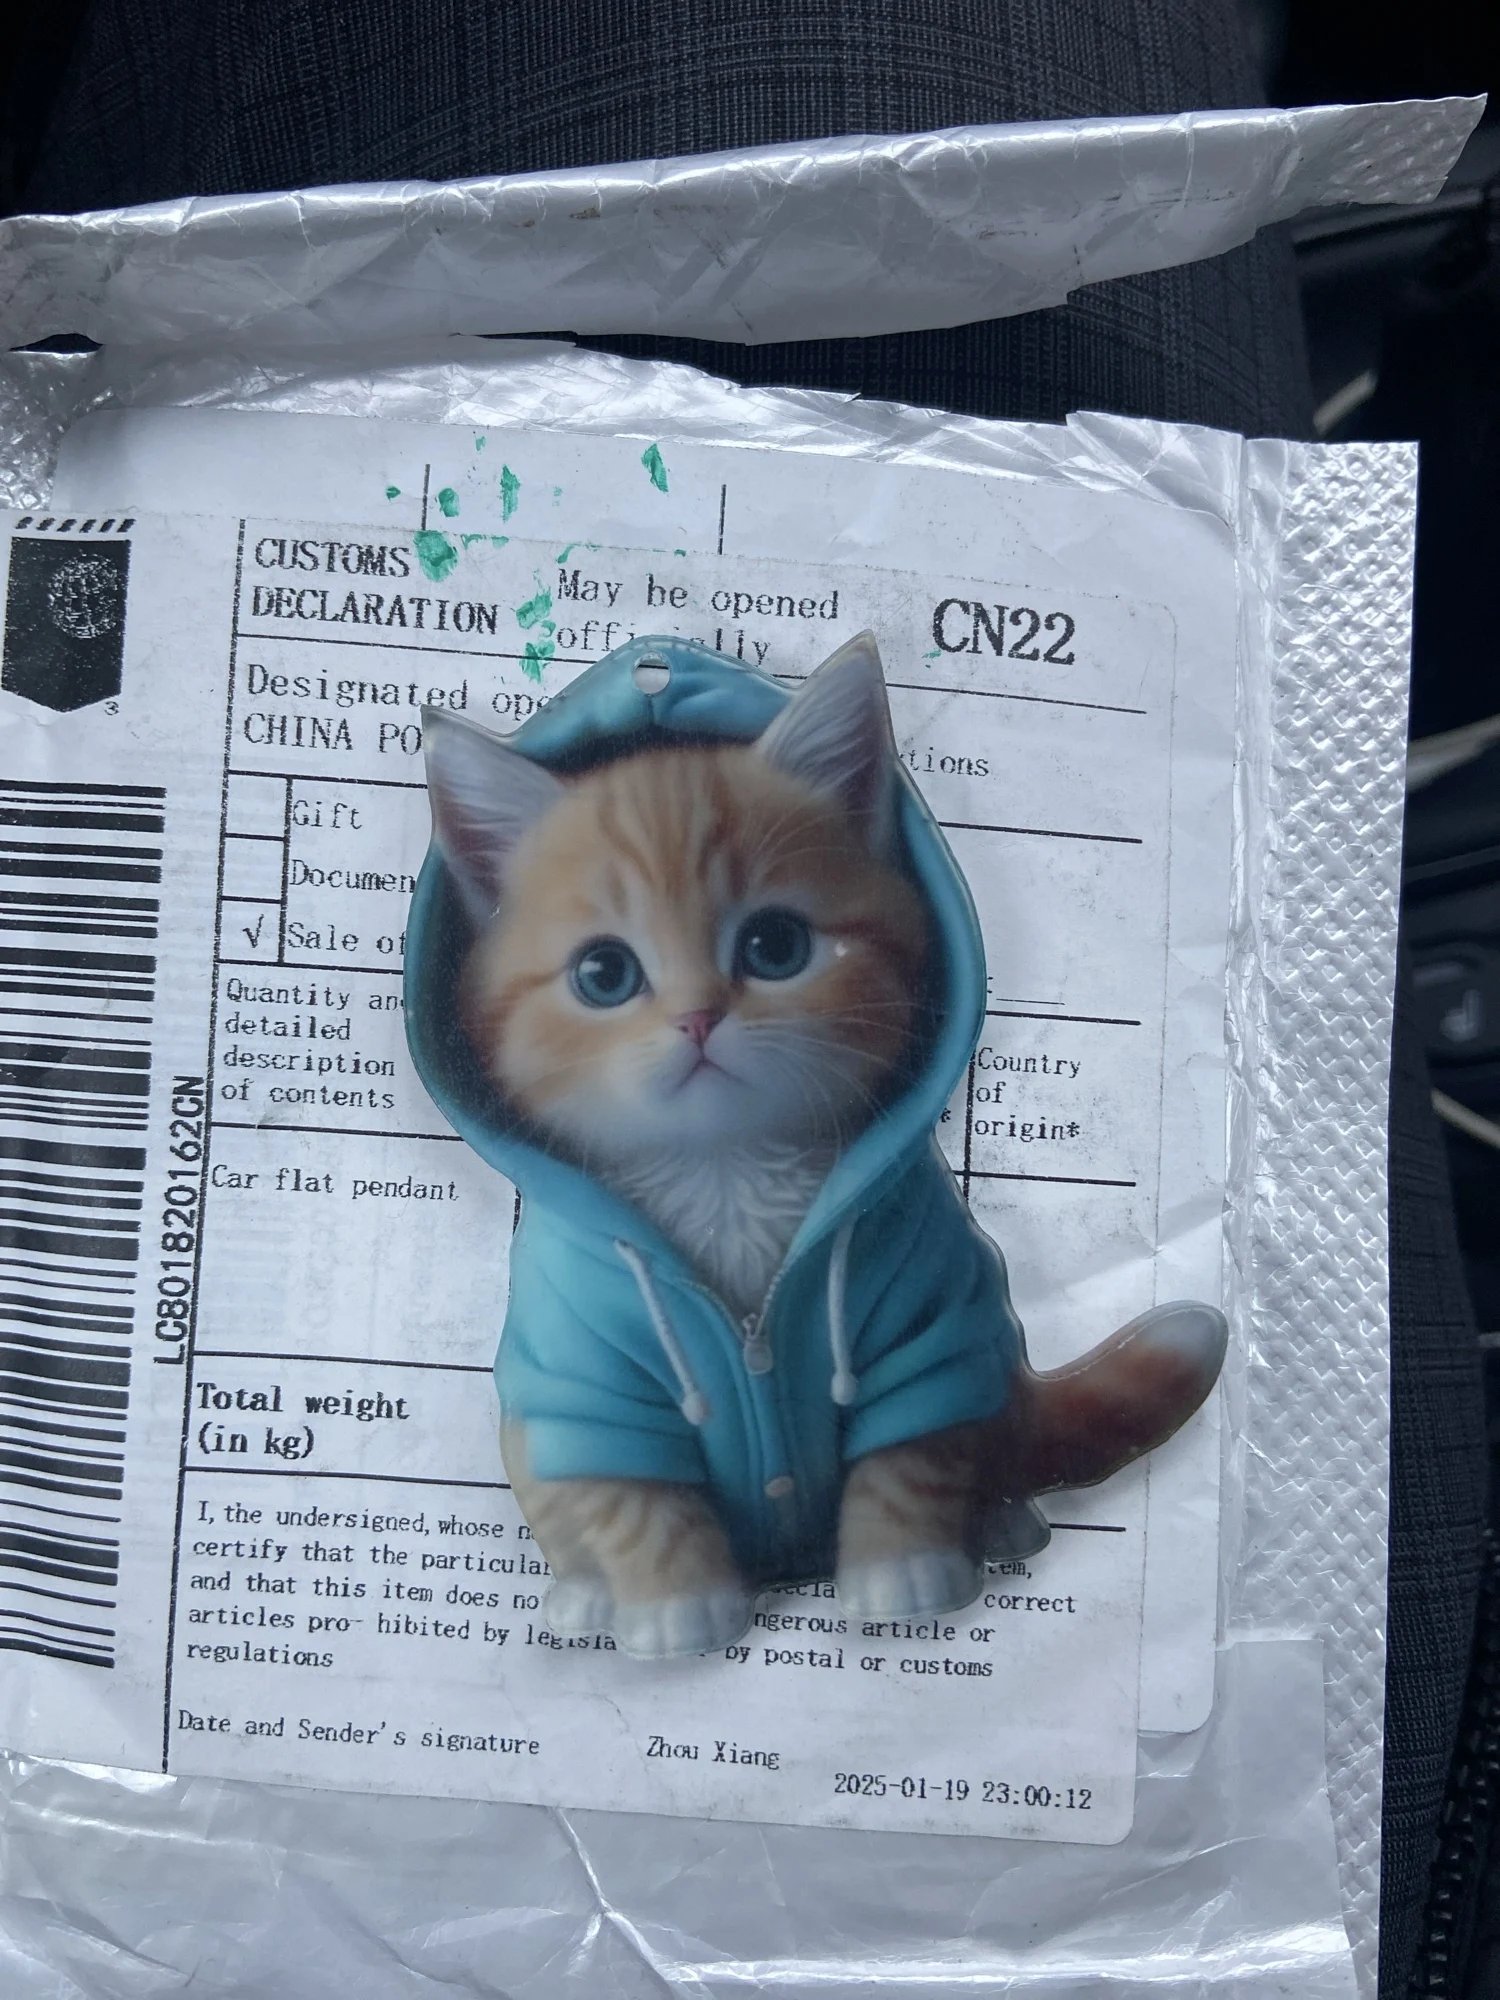 CUSTOMS
DECLARATION
May be opened
CN22
Designated
CHINA
3
Gift
√ Sale
Quantity
detailed
description
of contents
Country
of
origin*
Car flat pendant
LC801820162CN
Total weight
(in kg)
I, the undersigned, whose
certify that the
and that this item does
article or
correct
articles pro- hibited by
by postal or customs
regulations
Date and Sender's signature Zhou Xiang
2025-01-19 23:00:12